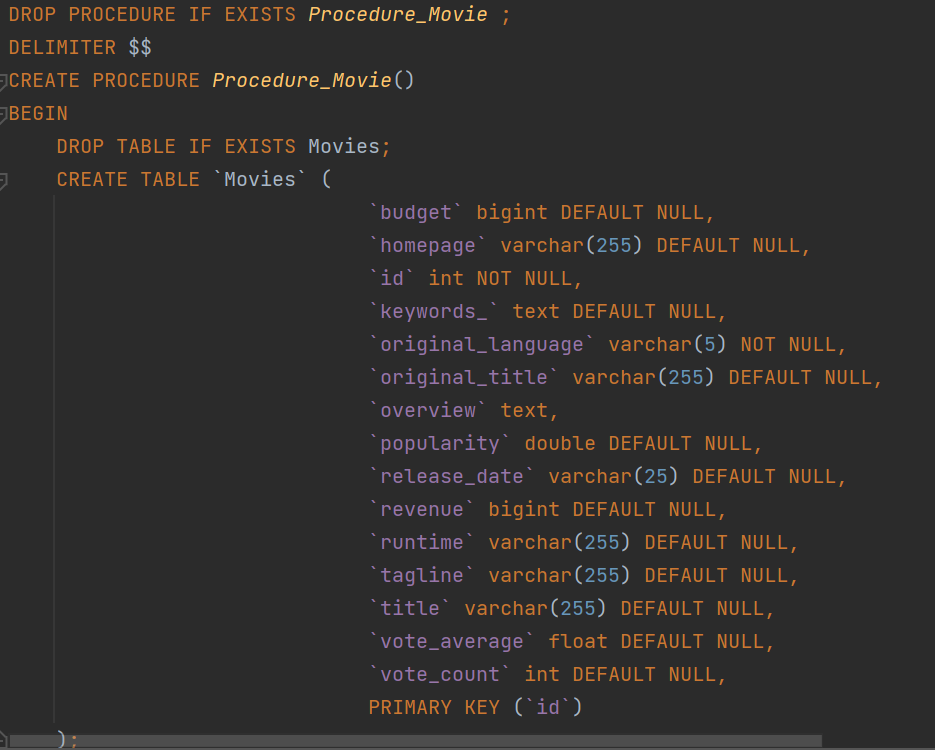 DROP PROCEDURE IF EXISTS Procedure_Movie ;
DELIMITER $$
CREATE PROCEDURE Procedure_Movie()
BEGIN
    DROP TABLE IF EXISTS Movies;
    CREATE TABLE `Movies` (
                              `budget` bigint DEFAULT NULL,
                              `homepage` varchar(255) DEFAULT NULL,
                              `id` int NOT NULL,
                              `keywords_` text DEFAULT NULL,
                              `original_language` varchar(5) NOT NULL,
                              `original_title` varchar(255) DEFAULT NULL,
                              `overview` text,
                              `popularity` double DEFAULT NULL,
                              `release_date` varchar(25) DEFAULT NULL,
                              `revenue` bigint DEFAULT NULL,
                              `runtime` varchar(255) DEFAULT NULL,
                              `tagline` varchar(255) DEFAULT NULL,
                              `title` varchar(255) DEFAULT NULL,
                              `vote_average` float DEFAULT NULL,
                              `vote_count` int DEFAULT NULL,
                              PRIMARY KEY (`id`)
    );